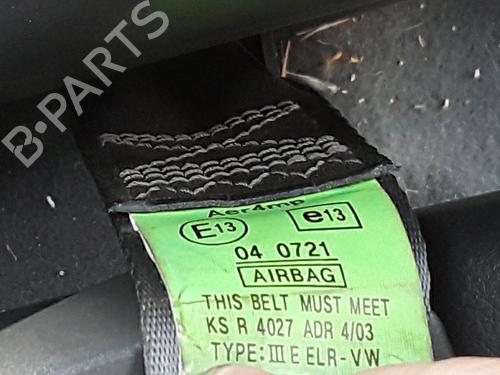 B-PARTS
Aer4mp
E13 e13
04 0721
AIRBAG
THIS BELT MUST MEET
KS R 4027 ADR 4/03
TYPE: III E ELR-VW